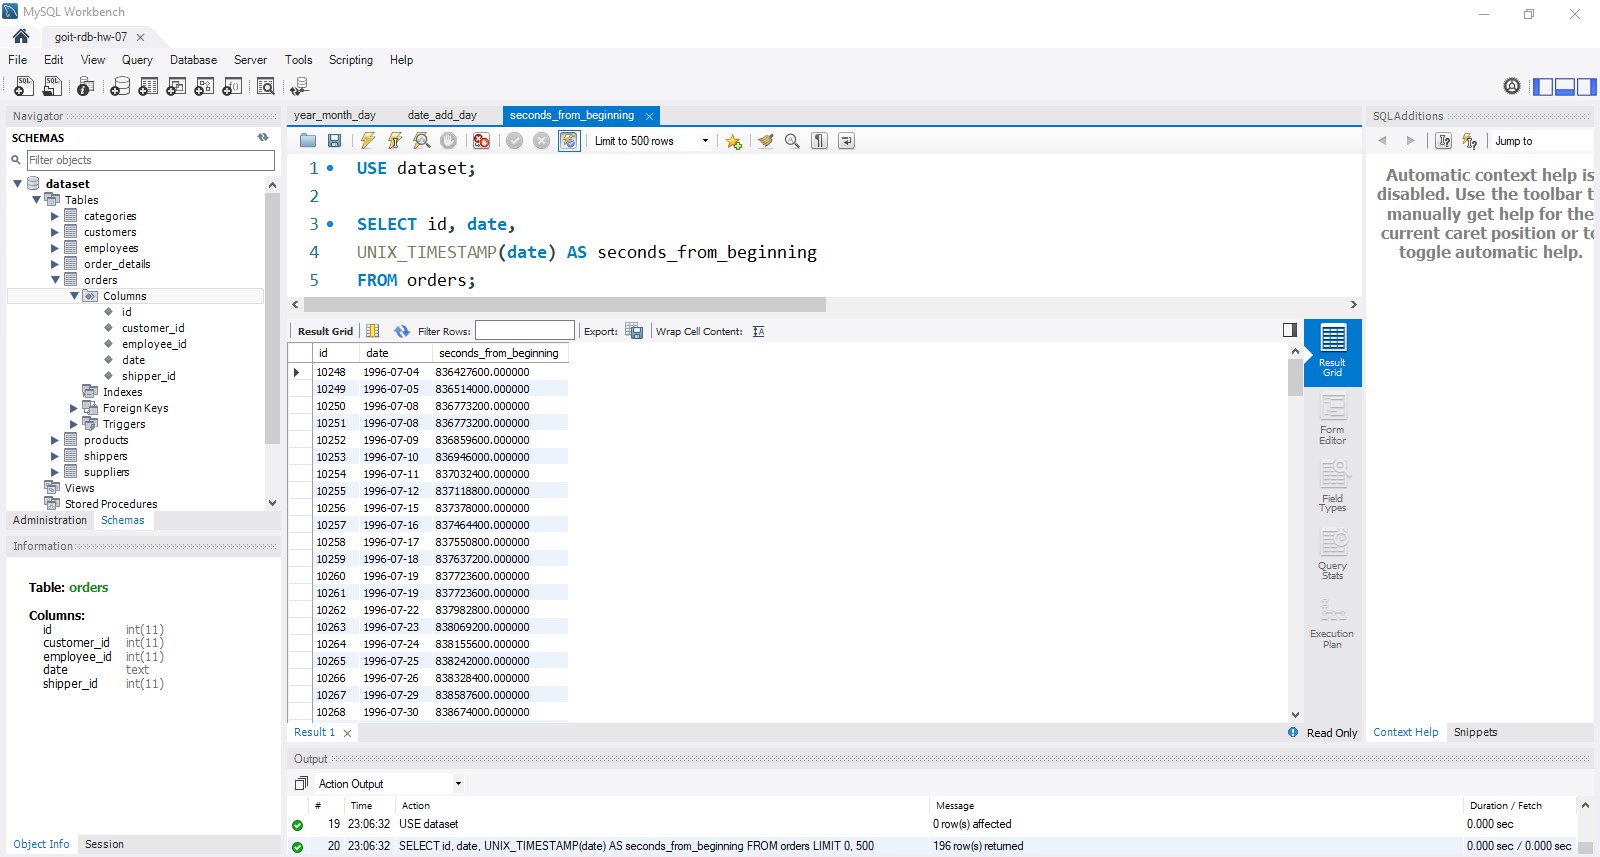 MySQL Workbench
goit-rdb-hw-07
File Edit View Query Database Server Tools Scripting Help
Navigator
SCHEMAS
Filter objects
dataset
Tables
categories
customers
employees
order_details
orders
Columns
id
customer_id
employee_id
date
shipper_id
Indexes
Foreign Keys
Triggers
products
shippers
suppliers
Views
Stored Procedures
Administration Schemas
Information
Table: orders
Columns:
id int(11)
customer_id int(11)
employee_id int(11)
date text
shipper_id int(11)
Object Info Session
year_month_day date_add_day seconds_from_beginning
Limit to 500 rows
1 USE dataset;
2
3 SELECT id, date,
4 UNIX_TIMESTAMP(date) AS seconds_from_beginning
5 FROM orders;
Result Grid Filter Rows: Export: Wrap Cell Content: IA
id date seconds_from_beginning
10248 1996-07-04 836427600.000000
10249 1996-07-05 836514000.000000
10250 1996-07-08 836773200.000000
10251 1996-07-08 836773200.000000
10252 1996-07-09 836859600.000000
10253 1996-07-10 836946000.000000
10254 1996-07-11 837032400.000000
10255 1996-07-12 837118800.000000
10256 1996-07-15 837378000.000000
10257 1996-07-16 837464400.000000
10258 1996-07-17 837550800.000000
10259 1996-07-18 837637200.000000
10260 1996-07-19 837723600.000000
10261 1996-07-19 837723600.000000
10262 1996-07-22 837982800.000000
10263 1996-07-23 838069200.000000
10264 1996-07-24 838155600.000000
10265 1996-07-25 838242000.000000
10266 1996-07-26 838328400.000000
10267 1996-07-29 838587600.000000
10268 1996-07-30 838674000.000000
Result Grid
Form Editor
Field Types
Query Stats
Execution Plan
Result 1
Read Only
SQLAdditions
Jump to
Automatic context help is
disabled. Use the toolbar t
manually get help for the
current caret position or to
toggle automatic help.
Context Help Snippets
Output
Action Output
# Time Action Message Duration / Fetch
19 23:06:32 USE dataset 0 row(s) affected 0.000 sec
20 23:06:32 SELECT id, date, UNIX_TIMESTAMP(date) AS seconds_from_beginning FROM orders LIMIT 0, 500 196 row(s) returned 0.000 sec / 0.000 sec